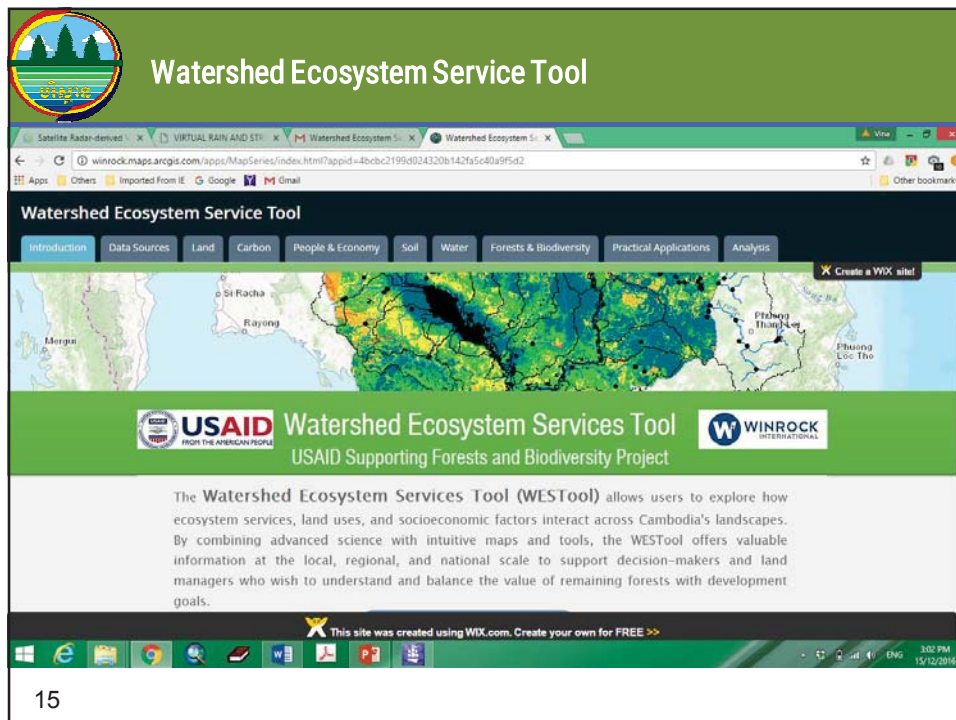 បរិស្ថាន
Watershed Ecosystem Service Tool
Satellite Radar-derived
VIRTUAL RAIN AND STR
Watershed Ecosystem Se
Watershed Ecosystem Se
Vina
winrock.maps.arcgis.com/apps/MapSeries/index.html?appid=4bcbc2199d024320b142fa5c40a9f5d2
Apps Others Imported From IE Google Gmail Other bookmark
Watershed Ecosystem Service Tool
Introduction Data Sources Land Carbon People & Economy Soil Water Forests & Biodiversity Practical Applications Analysis
Create a WiX site!
Si Racha
Rayong
Mergui
Phuong
Loc Tho
USAID
FROM THE AMERICAN PEOPLE
Watershed Ecosystem Services Tool
USAID Supporting Forests and Biodiversity Project
WINROCK
INTERNATIONAL
The Watershed Ecosystem Services Tool (WESTool) allows users to explore how
ecosystem services, land uses, and socioeconomic factors interact across Cambodia's landscapes.
By combining advanced science with intuitive maps and tools, the WESTool offers valuable
information at the local, regional, and national scale to support decision-makers and land
managers who wish to understand and balance the value of remaining forests with development
goals.
This site was created using WIX.com. Create your own for FREE >>
ENG
3:02 PM
15/12/2016
15